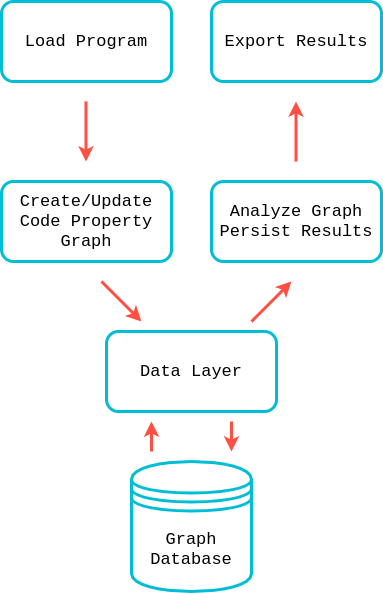 Load Program
Export Results
Create/Update
Code Property
Graph
Analyze Graph
Persist Results
Data Layer
Graph
Database